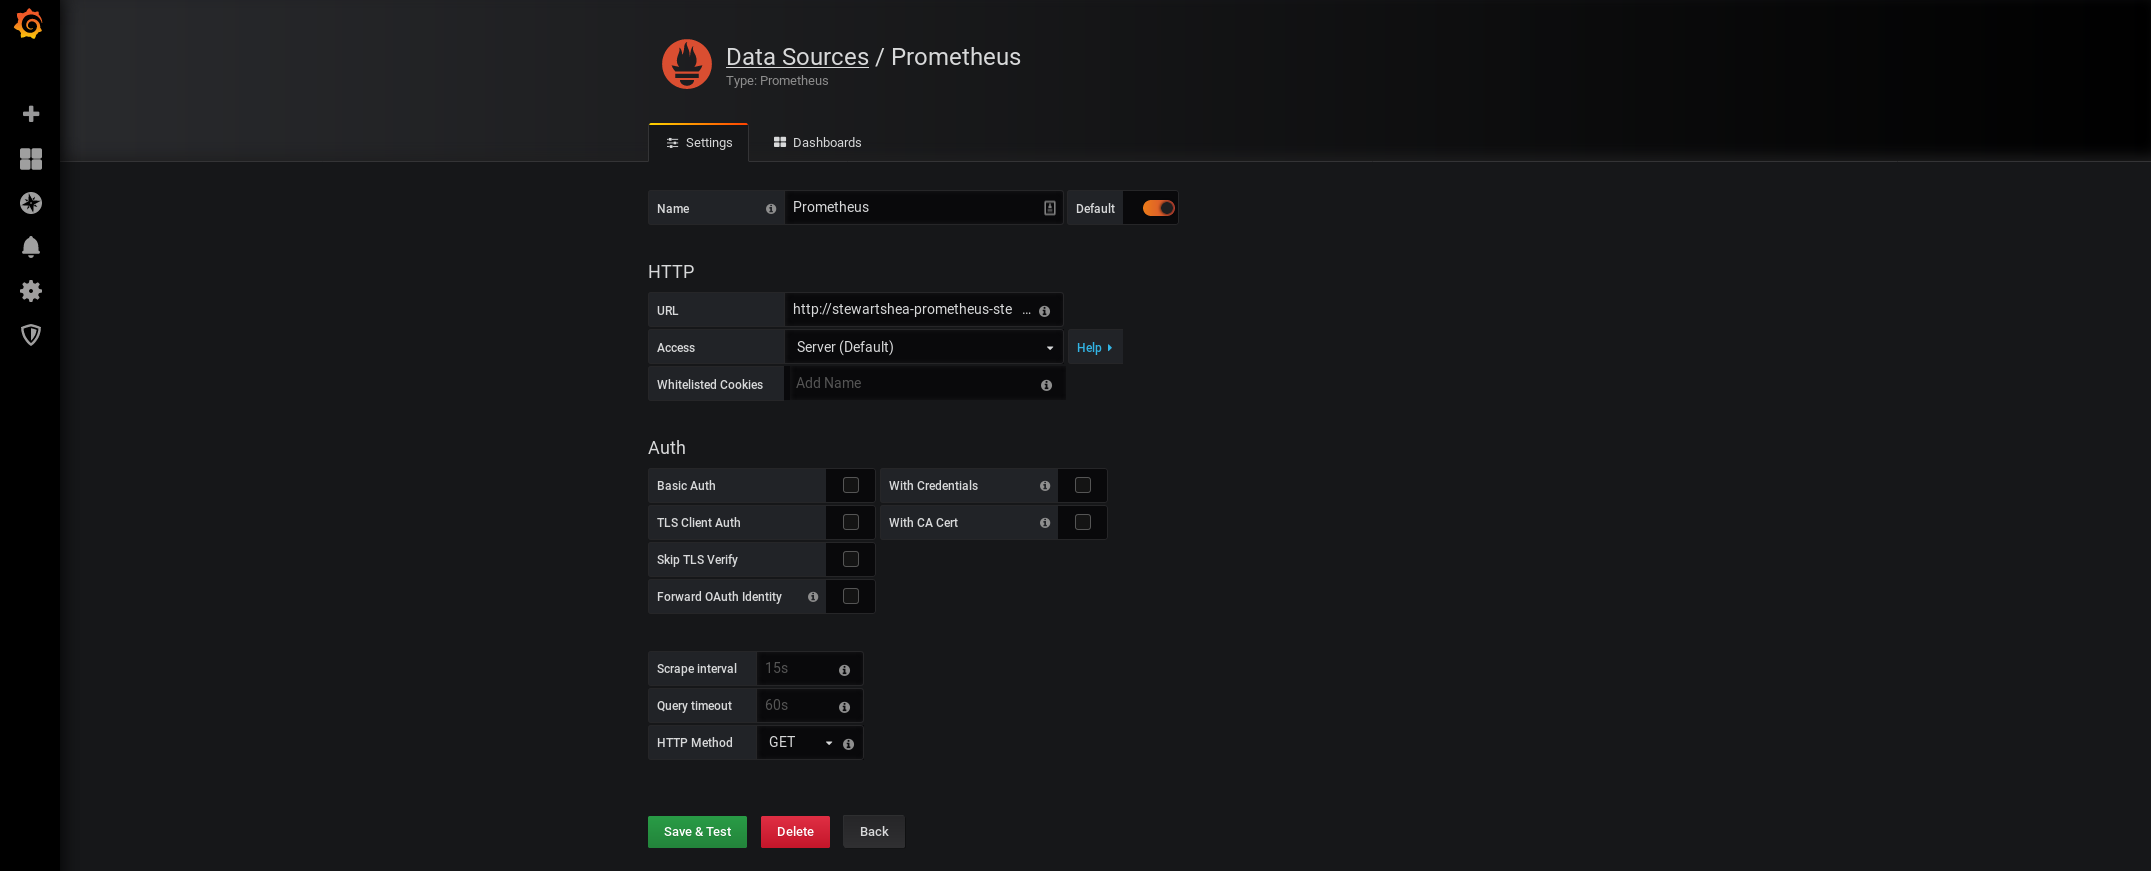 Data Sources / Prometheus
Type: Prometheus
Settings Dashboards
Name Prometheus Default
HTTP
URL http://stewartshea-prometheus-ste ...
Access Server (Default) Help
Whitelisted Cookies Add Name
Auth
Basic Auth With Credentials
TLS Client Auth With CA Cert
Skip TLS Verify
Forward OAuth Identity
Scrape interval 15s
Query timeout 60s
HTTP Method GET
Save & Test Delete Back